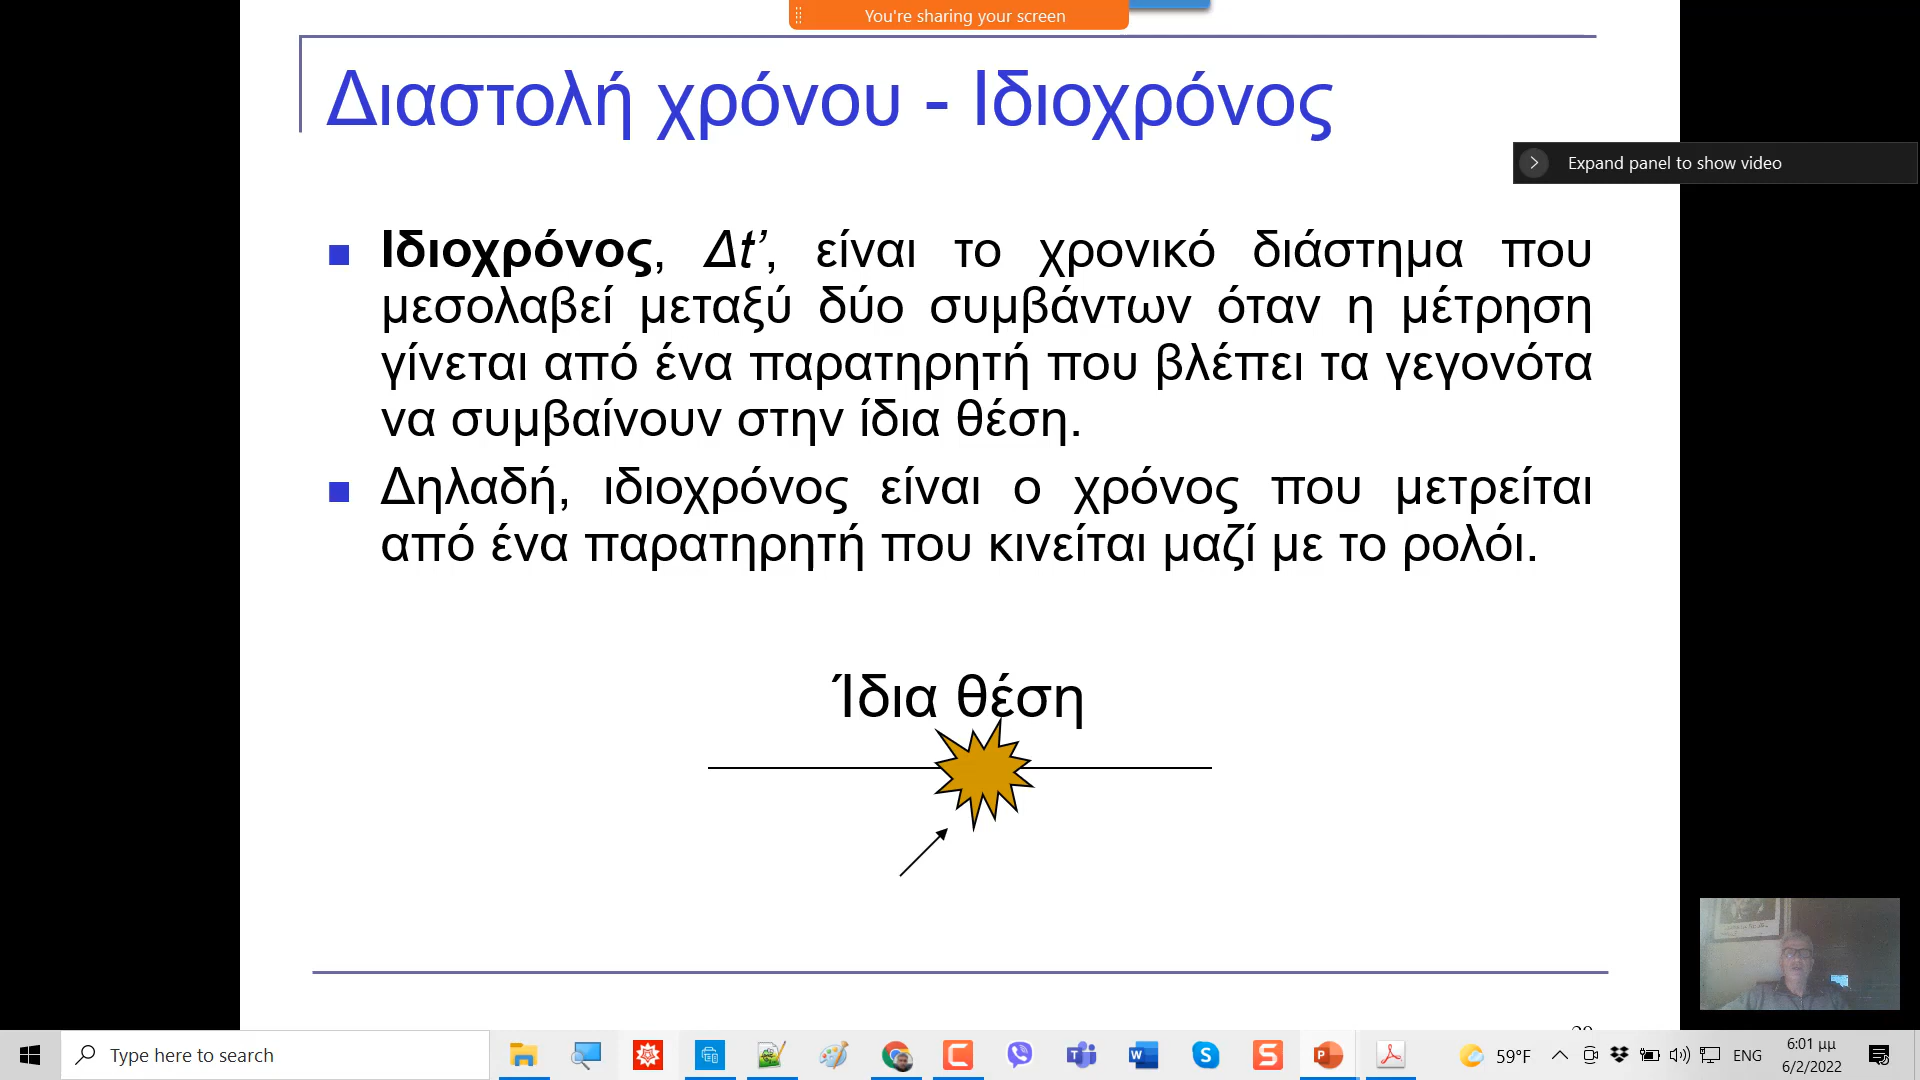 You're sharing your screen
Διαστολή χρόνου - Ιδιοχρόνος
Expand panel to show video
Ιδιοχρόνος, Δt’, είναι το χρονικό διάστημα που
μεσολαβεί μεταξύ δύο συμβάντων όταν η μέτρηση
γίνεται από ένα παρατηρητή που βλέπει τα γεγονότα
να συμβαίνουν στην ίδια θέση.
Δηλαδή, ιδιοχρόνος είναι ο χρόνος που μετρείται
από ένα παρατηρητή που κινείται μαζί με το ρολόι.
Ίδια θέση
Type here to search
59°F
ENG
6:01 μμ
6/2/2022